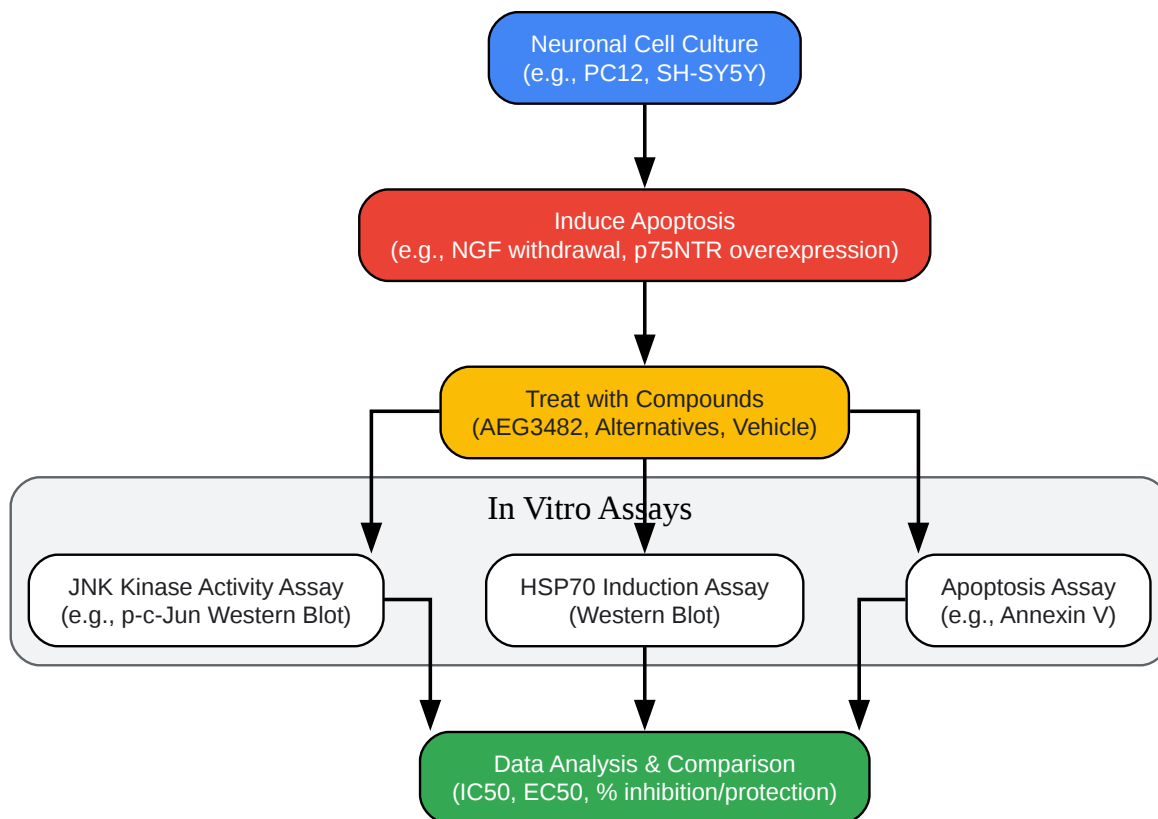 Neuronal Cell Culture
(e.g., PC12, SH-SY5Y)
Induce Apoptosis
(e.g., NGF withdrawal, p75NTR overexpression)
Treat with Compounds
(AEG3482, Alternatives, Vehicle)
In Vitro Assays
JNK Kinase Activity Assay
(e.g., p-c-Jun Western Blot)
HSP70 Induction Assay
(Western Blot)
Apoptosis Assay
(e.g., Annexin V)
Data Analysis & Comparison
(IC50, EC50, % inhibition/protection)